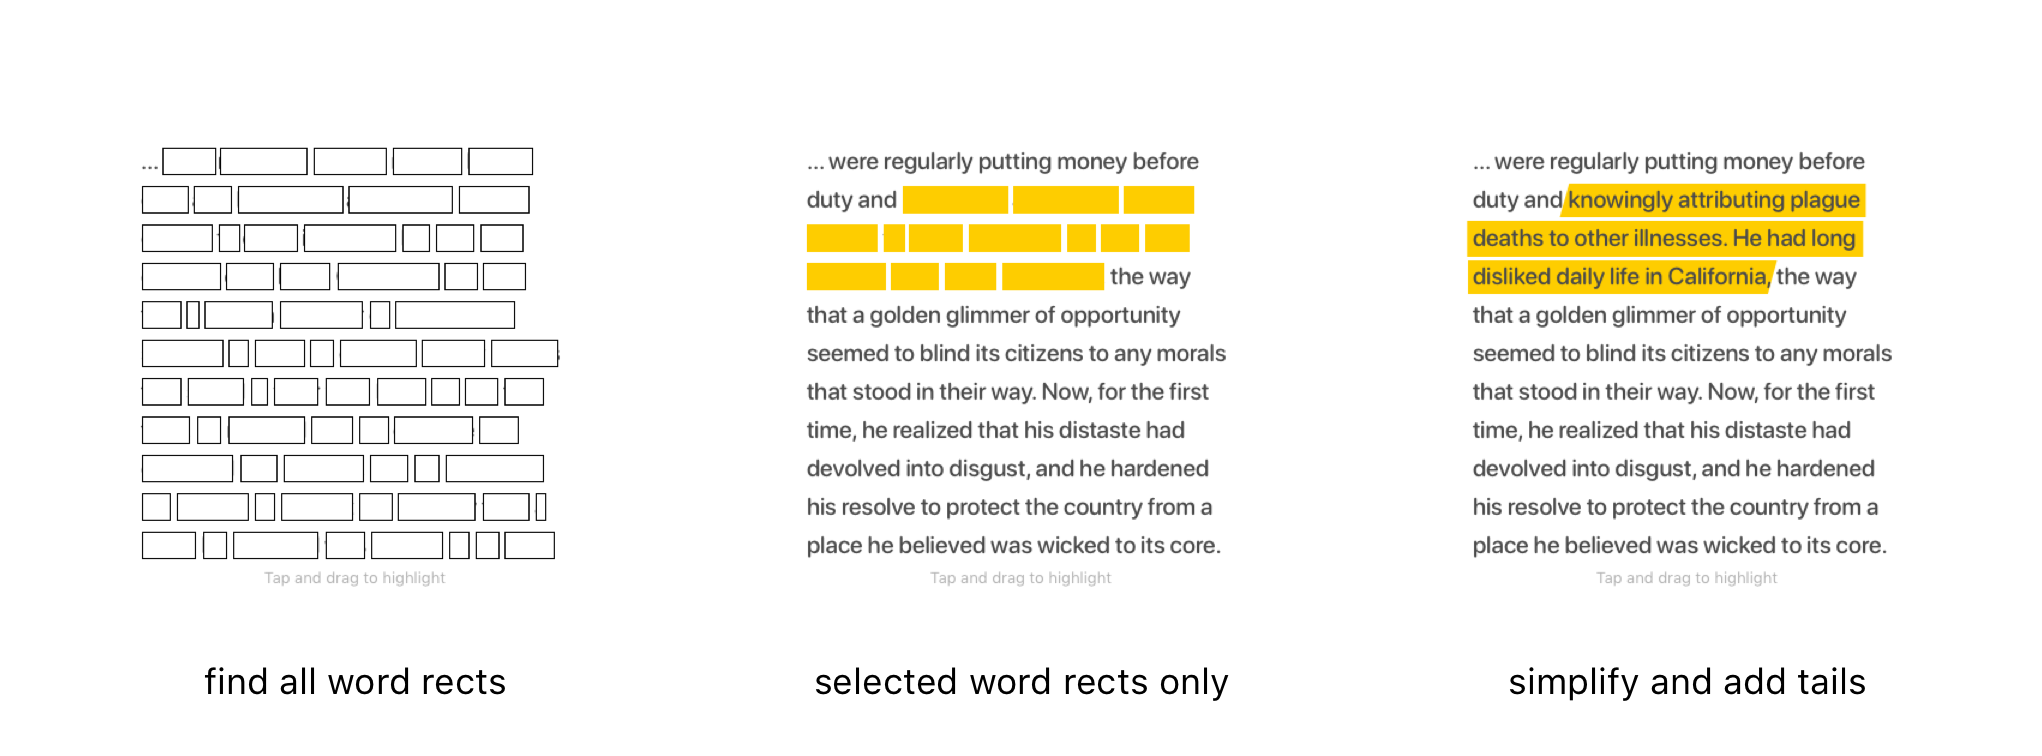 ...
Tap and drag to highlight
find all word rects
... were regularly putting money before
duty and
the way
that a golden glimmer of opportunity
seemed to blind its citizens to any morals
that stood in their way. Now, for the first
time, he realized that his distaste had
devolved into disgust, and he hardened
his resolve to protect the country from a
place he believed was wicked to its core.
Tap and drag to highlight
selected word rects only
... were regularly putting money before
duty and knowingly attributing plague
deaths to other illnesses. He had long
disliked daily life in California, the way
that a golden glimmer of opportunity
seemed to blind its citizens to any morals
that stood in their way. Now, for the first
time, he realized that his distaste had
devolved into disgust, and he hardened
his resolve to protect the country from a
place he believed was wicked to its core.
Tap and drag to highlight
simplify and add tails